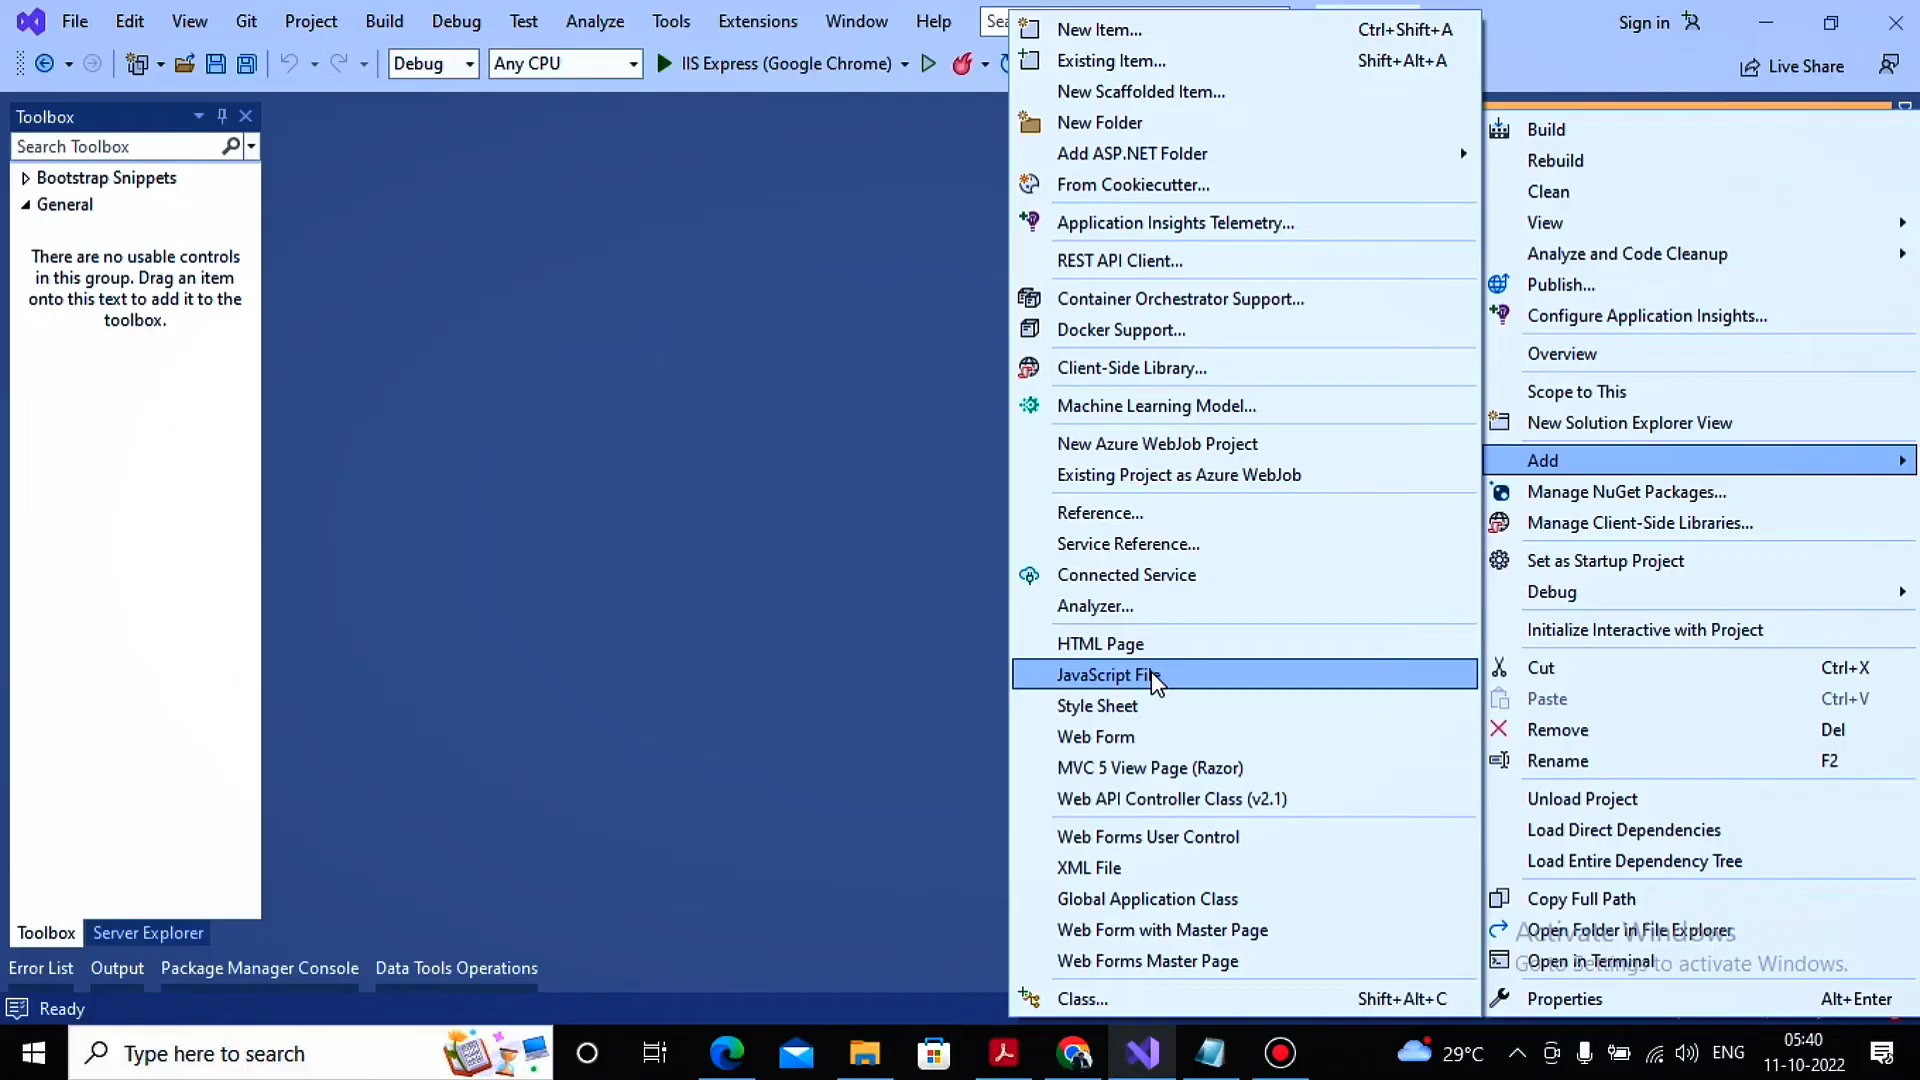 File Edit View Git Project Build Debug Test Analyze Tools Extensions Window Help Sea
Sign in
Debug Any CPU IIS Express (Google Chrome)
Live Share
Toolbox
Search Toolbox
Bootstrap Snippets
General
There are no usable controls
in this group. Drag an item
onto this text to add it to the
toolbox.
Toolbox Server Explorer
Error List Output Package Manager Console Data Tools Operations
Ready
New Item... Ctrl+Shift+A
Existing Item... Shift+Alt+A
New Scaffolded Item...
New Folder
Add ASP.NET Folder
From Cookiecutter...
Application Insights Telemetry...
REST API Client...
Container Orchestrator Support...
Docker Support...
Client-Side Library...
Machine Learning Model...
New Azure WebJob Project
Existing Project as Azure WebJob
Reference...
Service Reference...
Connected Service
Analyzer...
HTML Page
JavaScript File
Style Sheet
Web Form
MVC 5 View Page (Razor)
Web API Controller Class (v2.1)
Web Forms User Control
XML File
Global Application Class
Web Form with Master Page
Web Forms Master Page
Class... Shift+Alt+C
Build
Rebuild
Clean
View
Analyze and Code Cleanup
Publish...
Configure Application Insights...
Overview
Scope to This
New Solution Explorer View
Add
Manage NuGet Packages...
Manage Client-Side Libraries...
Set as Startup Project
Debug
Initialize Interactive with Project
Cut Ctrl+X
Paste Ctrl+V
Remove Del
Rename F2
Unload Project
Load Direct Dependencies
Load Entire Dependency Tree
Copy Full Path
Open Folder in File Explorer
Open in Terminal
Properties Alt+Enter
Activate Windows
Go to Settings to activate Windows.
Type here to search
29°C
ENG
05:40
11-10-2022